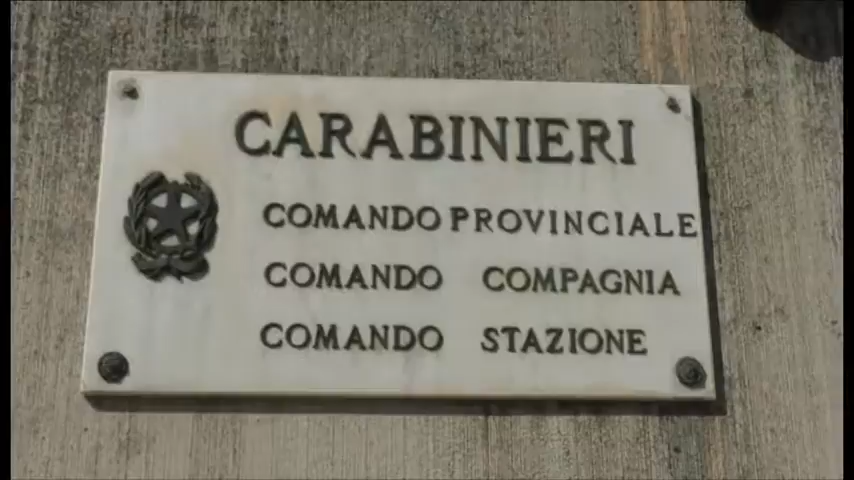 CARABINIERI
COMANDO PROVINCIALE
COMANDO COMPAGNIA
COMANDO STAZIONE